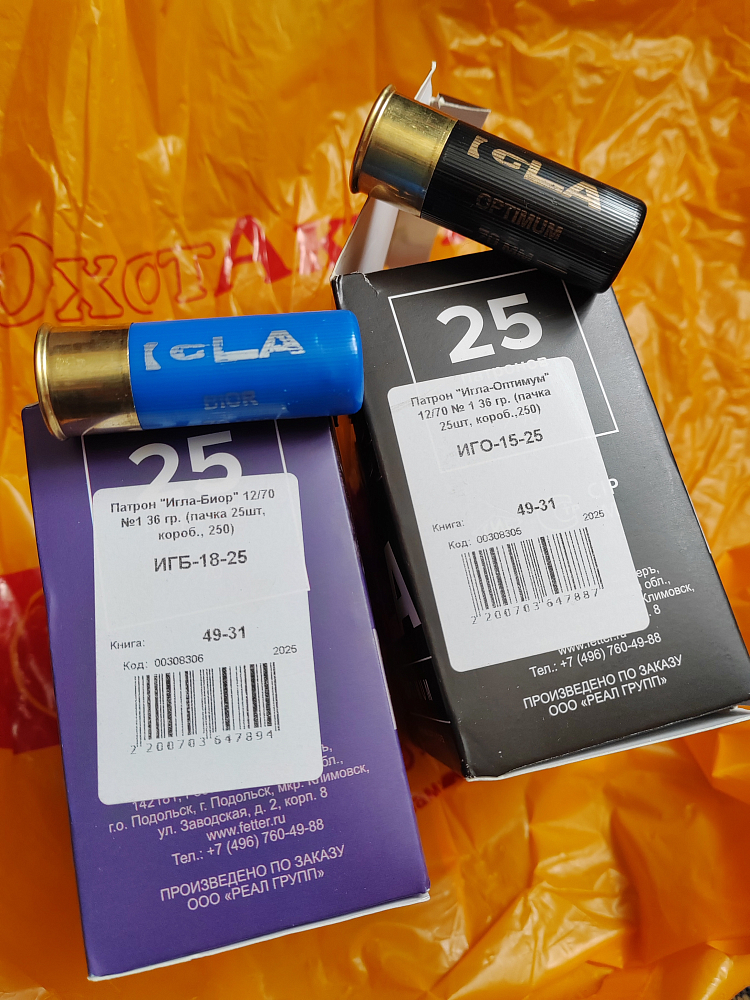 IGLA
OPTIMUM
IGLA
BIOR
25
Патрон "Игла-Оптимум"
12/70 № 1 36 гр. (пачка
25шт, короб.,250)
ИГО-15-25
Книга: 49-31
Код: 00308305 2025
2200703647887
Климовск,
. 8
www.fetter.ru
Тел.: +7 (496) 760-49-88
ПРОИЗВЕДЕНО ПО ЗАКАЗУ
ООО «РЕАЛ ГРУПП»
25
Патрон "Игла-Биор" 12/70
№1 36 гр. (пачка 25шт,
короб., 250)
ИГБ-18-25
Книга: 49-31
Код: 00308306 2025
2200703647894
г.о. Подольск, г. Подольск, мкр. Климовск,
ул. Заводская, д. 2, корп. 8
www.fetter.ru
Тел.: +7 (496) 760-49-88
ПРОИЗВЕДЕНО ПО ЗАКАЗУ
ООО «РЕАЛ ГРУПП»